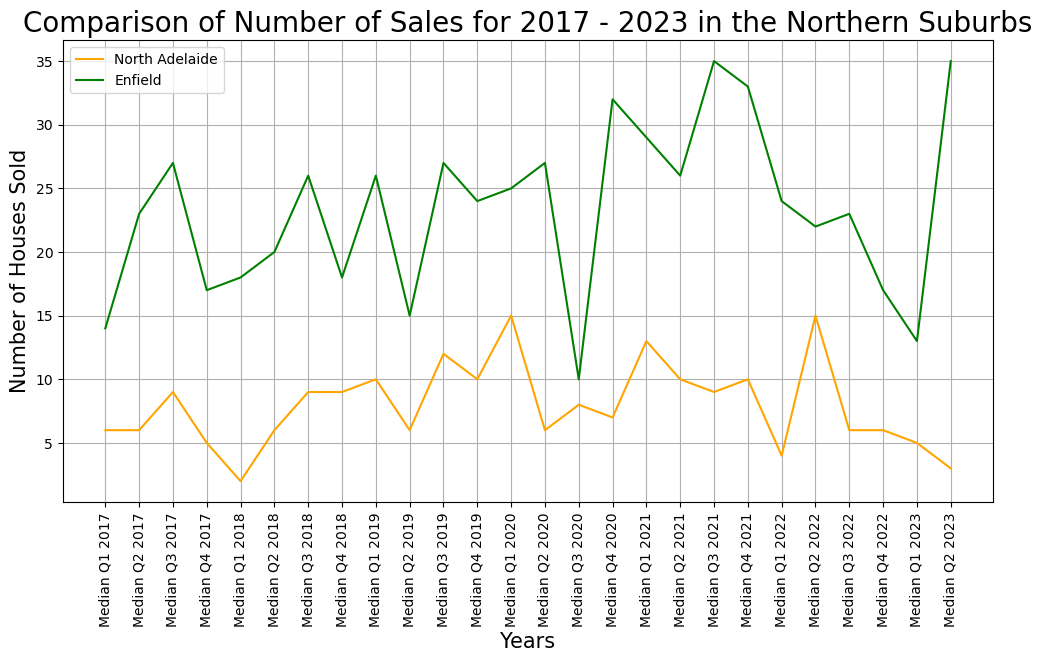 Comparison of Number of Sales for 2017 - 2023 in the Northern Suburbs
North Adelaide
Enfield
Number of Houses Sold
35
30
25
20
15
10
5
Median Q1 2017
Median Q2 2017
Median Q3 2017
Median Q4 2017
Median Q1 2018
Median Q2 2018
Median Q3 2018
Median Q4 2018
Median Q1 2019
Median Q2 2019
Median Q3 2019
Median Q4 2019
Median Q1 2020
Median Q2 2020
Median Q3 2020
Median Q4 2020
Median Q1 2021
Median Q2 2021
Median Q3 2021
Median Q4 2021
Median Q1 2022
Median Q2 2022
Median Q3 2022
Median Q4 2022
Median Q1 2023
Median Q2 2023
Years